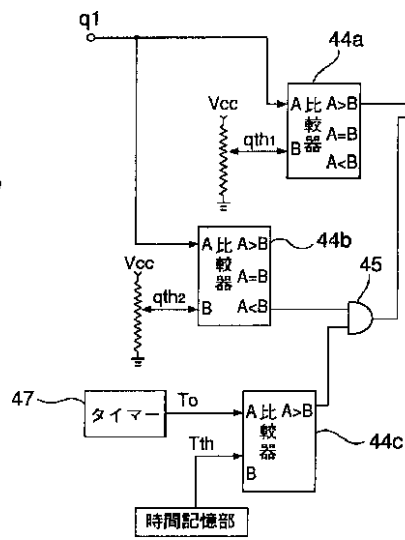 q1
44a
A 比較器 A>B
A=B
B A<B
Vcc
qth1
44b
A 比較器 A>B
A=B
B A<B
Vcc
qth2
45
47
タイマー
To
A 比較器 A>B
B
Tth
44c
時間記憶部